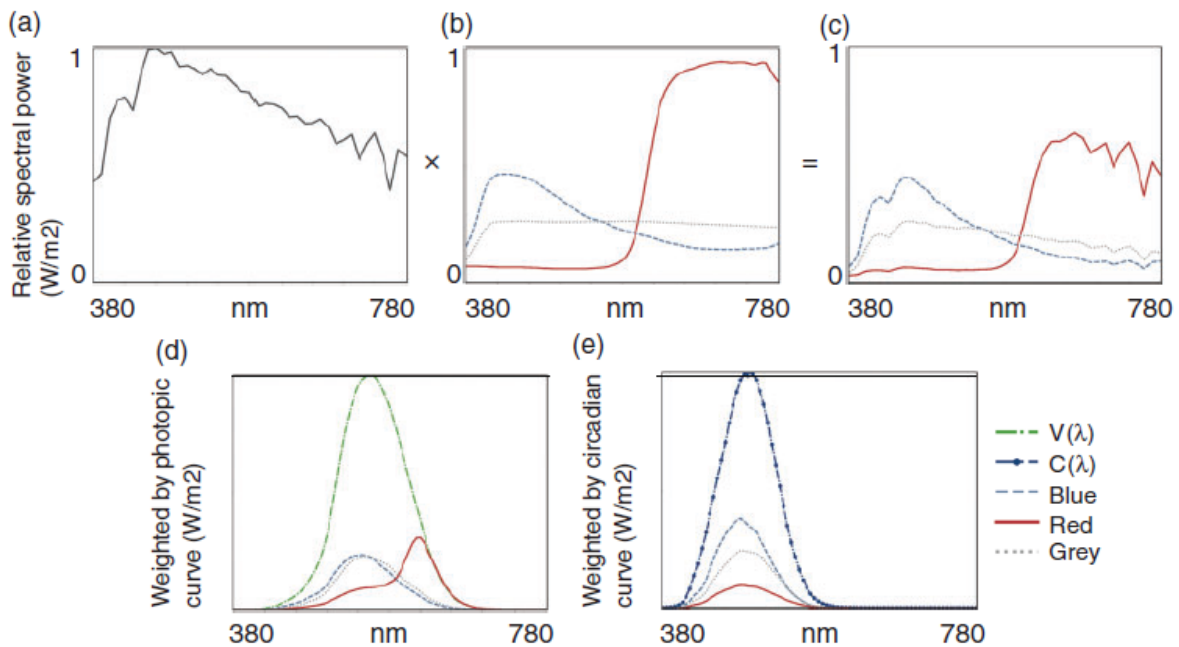 (a)
(b)
(c)
Relative spectral power
(W/m2)
1
0
380 nm 780
×
1
0
380 nm 780
=
1
0
380 nm 780
(d)
(e)
Weighted by photopic
curve (W/m2)
380 nm 780
Weighted by circadian
curve (W/m2)
380 nm 780
V(λ)
C(λ)
Blue
Red
Grey